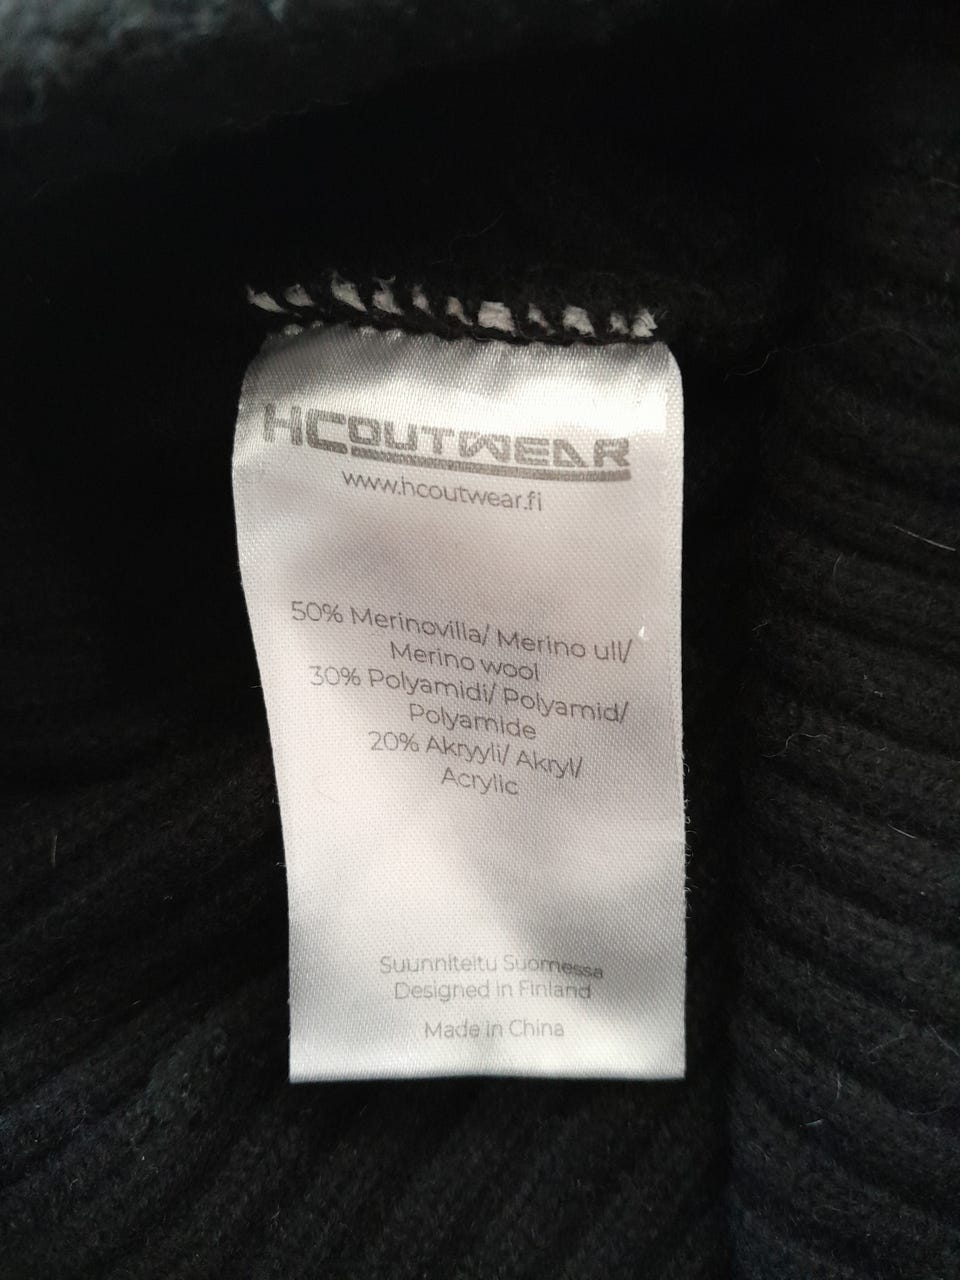 HCOUTWEAR
www.hcoutwear.fi
50% Merinovilla/ Merino ull/
Merino wool
30% Polyamidi/ Polyamid/
Polyamide
20% Akryyli/ Akryl/
Acrylic
Suunniteltu Suomessa
Designed in Finland
Made in China